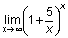 lim x→∞ (1 + 5/x)^x